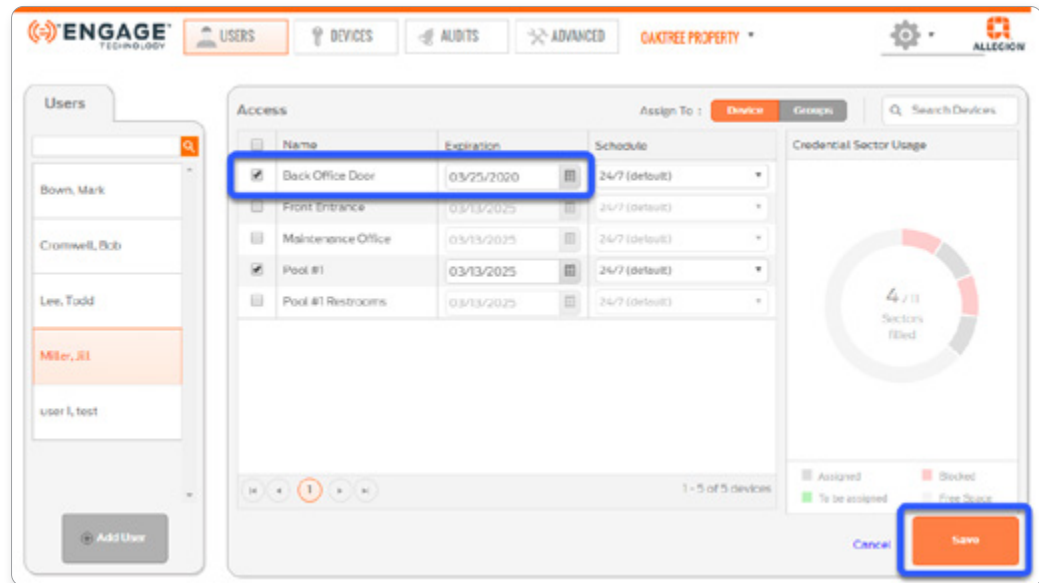 ENGAGE
TECHNOLOGY
USERS
DEVICES
AUDITS
ADVANCED
OAKTREE PROPERTY
ALLEGION
Users
Access
Assign To :
Device
Groups
Search Devices
Name
Expiration
Schedule
Credential Sector Usage
Bown, Mark
Cromwell, Bob
Lee, Todd
Miller, Jill
user 1, test
Back Office Door 03/25/2020 24/7 (default)
Front Entrance 03/13/2025 24/7 (default)
Maintenance Office 03/13/2025 24/7 (default)
Pool #1 03/13/2025 24/7 (default)
Pool #1 Restrooms 03/13/2025 24/7 (default)
4 / 11
Sectors
filled
1
1 - 5 of 5 devices
Assigned
Blocked
To be assigned
Free Space
Add User
Cancel
Save